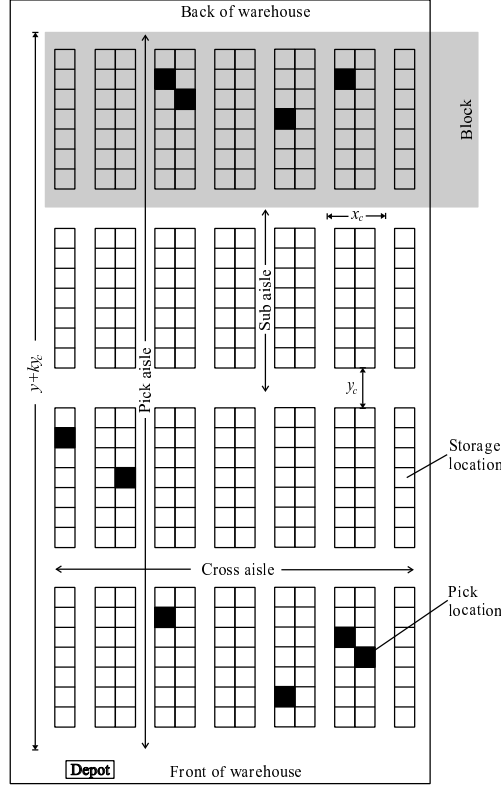 Back of warehouse
Block
x_c
Sub aisle
y+ky_c
Pick aisle
y_c
Storage
location
Cross aisle
Pick
location
Depot
Front of warehouse